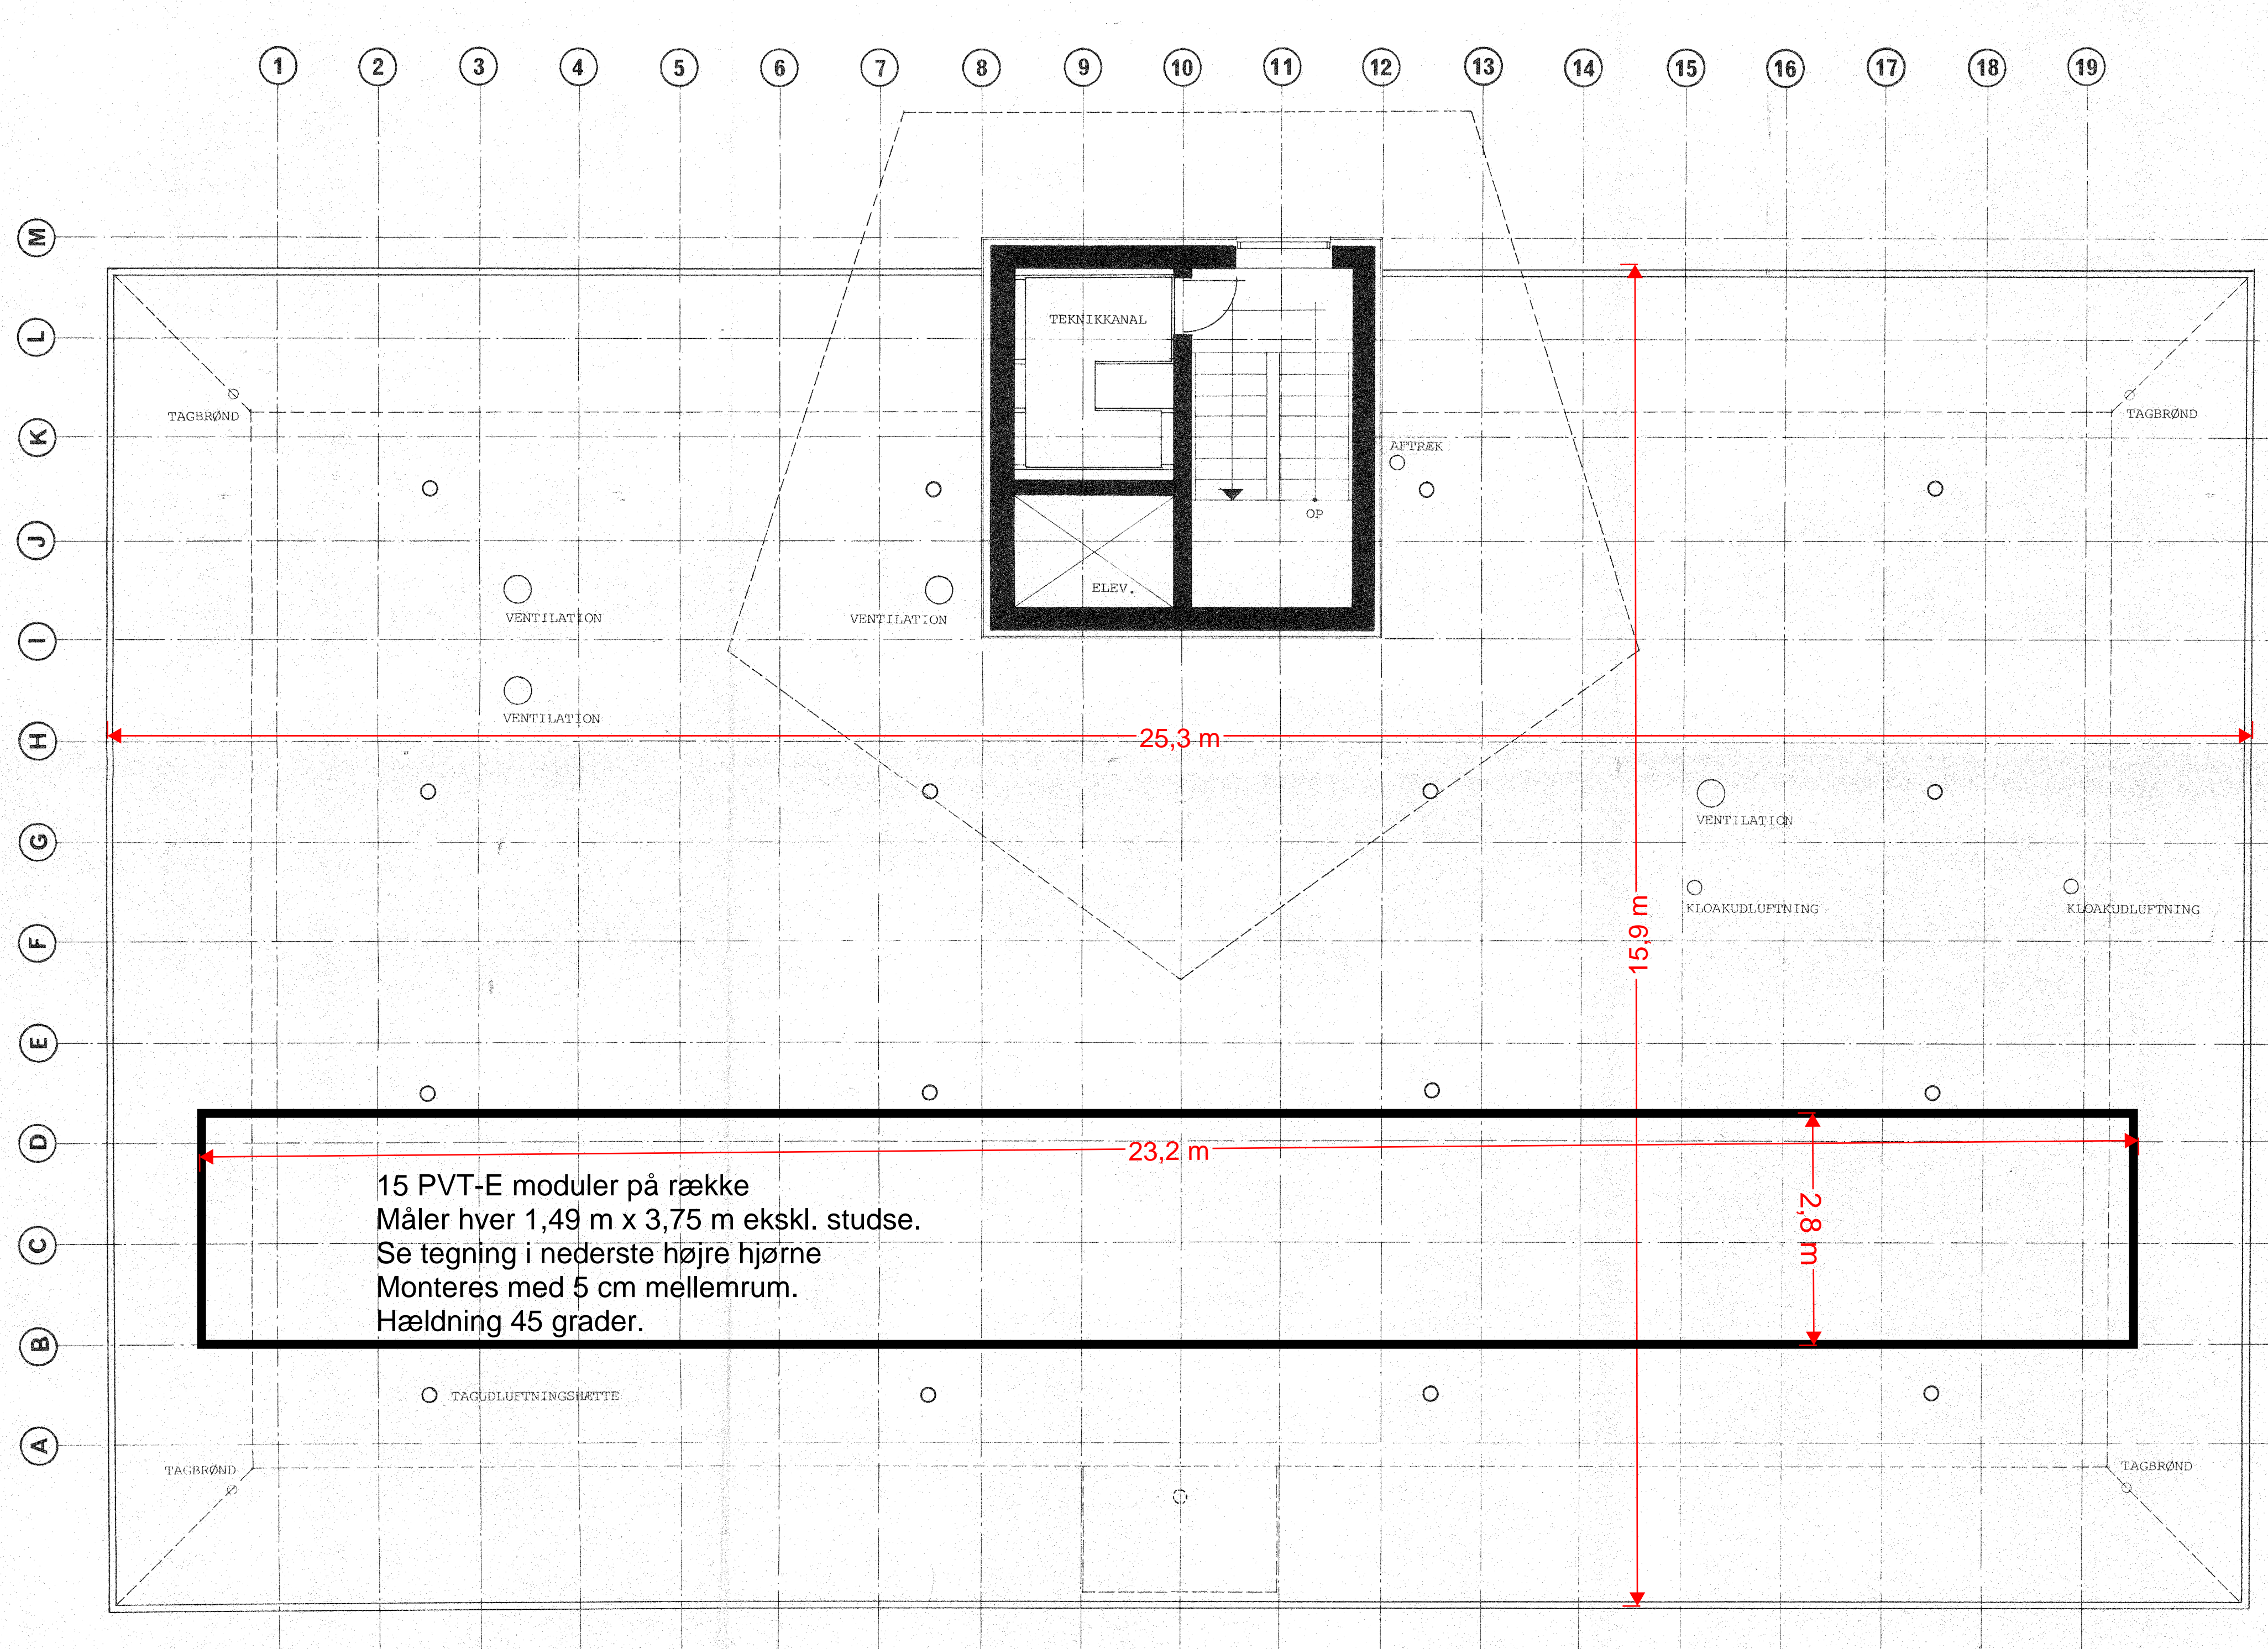 1 2 3 4 5 6 7 8 9 10 11 12 13 14 15 16 17 18 19
M
L
TEKNIKKANAL
TAGBRØND
TAGBRØND
K
AFTRÆK
OP
J
ELEV.
VENTILATION
VENTILATION
I
VENTILATION
H
25,3 m
VENTILATION
G
KLOAKUDLUFTNING
KLOAKUDLUFTNING
15,9 m
F
E
D
23,2 m
2,8 m
15 PVT-E moduler på række
Måler hver 1,49 m x 3,75 m ekskl. studse.
Se tegning i nederste højre hjørne
Monteres med 5 cm mellemrum.
Hældning 45 grader.
C
B
TAGUDLUFTNINGSHÆTTE
A
TAGBRØND
TAGBRØND